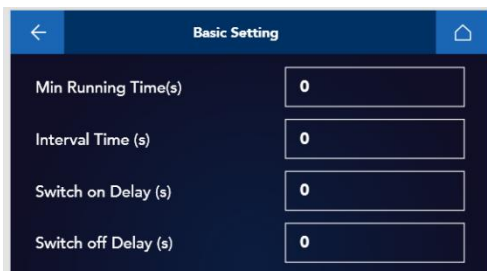 Basic Setting
Min Running Time(s) 0
Interval Time (s) 0
Switch on Delay (s) 0
Switch off Delay (s) 0